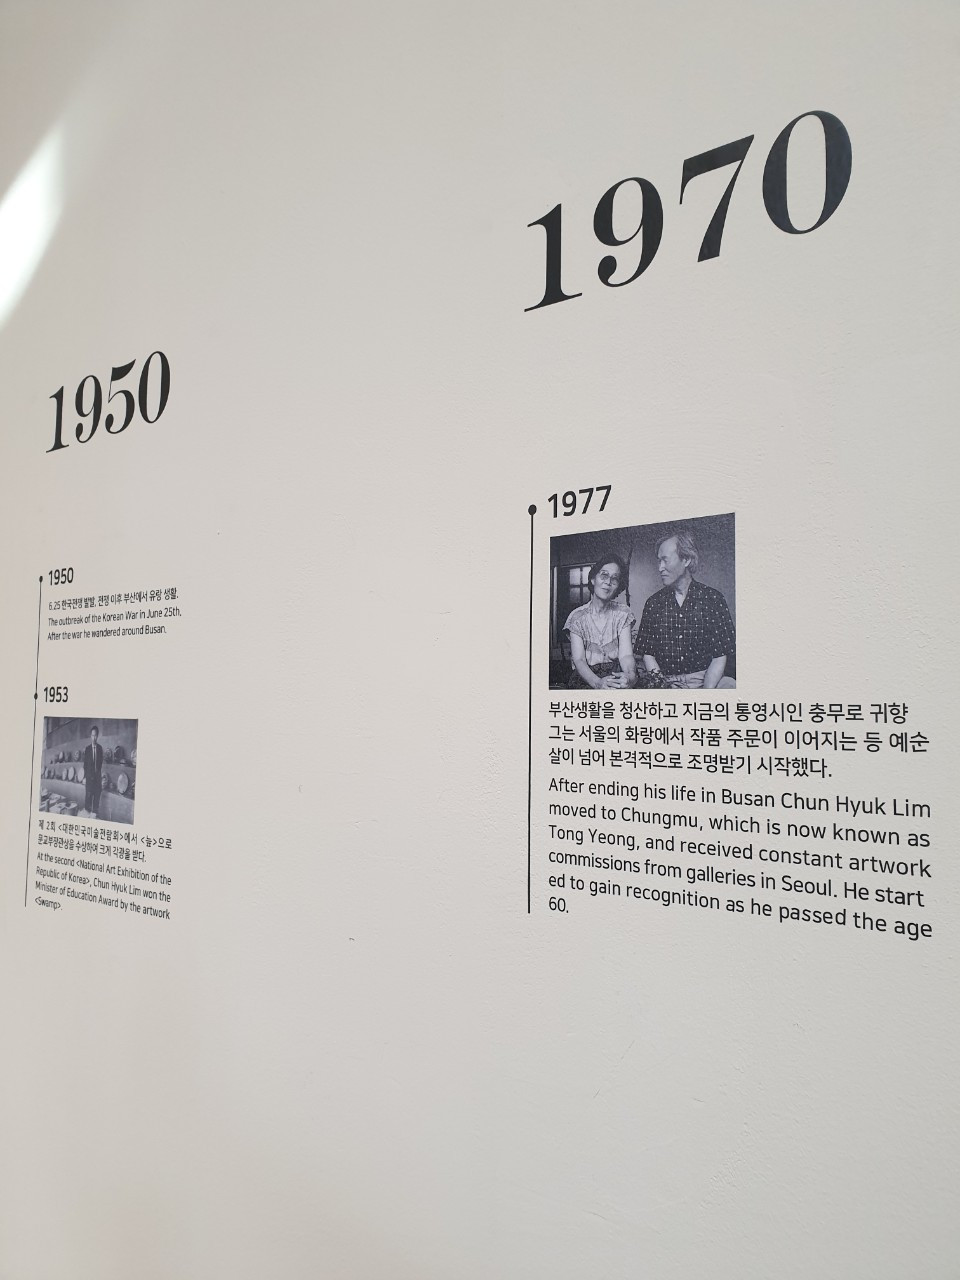 1950
1950
6.25 한국전쟁 발발, 전쟁 이후 부산에서 유랑 생활.
The outbreak of the Korean War in June 25th.
After the war he wandered around Busan.
1953
제 2회 <대한민국미술전람회>에서 <늪>으로
문교부장관상을 수상하여 크게 각광을 받다.
At the second <National Art Exhibition of the
Republic of Korea>, Chun Hyuk Lim won the
Minister of Education Award by the artwork
<Swamp>.
1970
1977
부산생활을 청산하고 지금의 통영시인 충무로 귀향
그는 서울의 화랑에서 작품 주문이 이어지는 등 예순
살이 넘어 본격적으로 조명받기 시작했다.
After ending his life in Busan Chun Hyuk Lim
moved to Chungmu, which is now known as
Tong Yeong, and received constant artwork
commissions from galleries in Seoul. He start
ed to gain recognition as he passed the age
60.